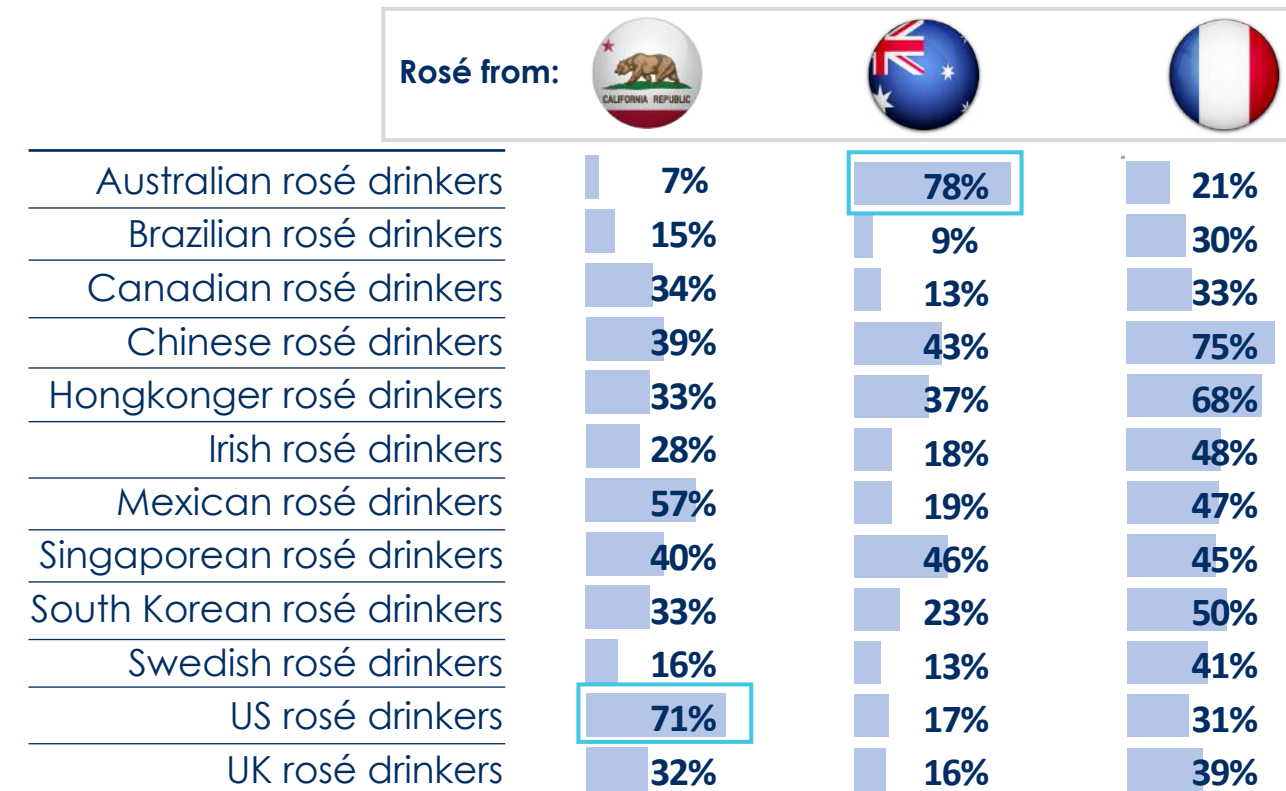 Rosé from:
CALIFORNIA REPUBLIC
Australian rosé drinkers 7% 78% 21%
Brazilian rosé drinkers 15% 9% 30%
Canadian rosé drinkers 34% 13% 33%
Chinese rosé drinkers 39% 43% 75%
Hongkonger rosé drinkers 33% 37% 68%
Irish rosé drinkers 28% 18% 48%
Mexican rosé drinkers 57% 19% 47%
Singaporean rosé drinkers 40% 46% 45%
South Korean rosé drinkers 33% 23% 50%
Swedish rosé drinkers 16% 13% 41%
US rosé drinkers 71% 17% 31%
UK rosé drinkers 32% 16% 39%